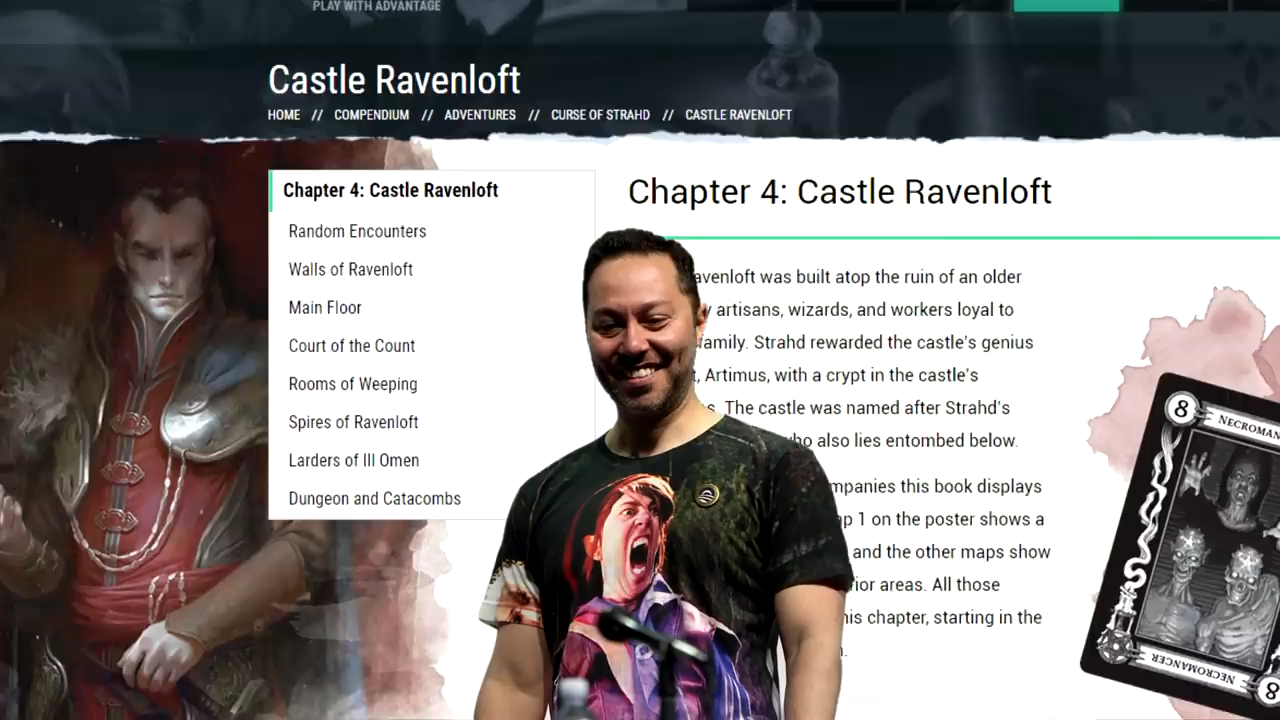 PLAY WITH ADVANTAGE
Castle Ravenloft
HOME // COMPENDIUM // ADVENTURES // CURSE OF STRAHD // CASTLE RAVENLOFT
Chapter 4: Castle Ravenloft
Random Encounters
Walls of Ravenloft
Main Floor
Court of the Count
Rooms of Weeping
Spires of Ravenloft
Larders of Ill Omen
Dungeon and Catacombs
Chapter 4: Castle Ravenloft
avenloft was built atop the ruin of an older
artisans, wizards, and workers loyal to
family. Strahd rewarded the castle's genius
, Artimus, with a crypt in the castle's
s. The castle was named after Strahd's
who also lies entombed below.
mpanies this book displays
ap 1 on the poster shows a
and the other maps show
rior areas. All those
his chapter, starting in the
8
NECROMAN
NECROMANCER
8